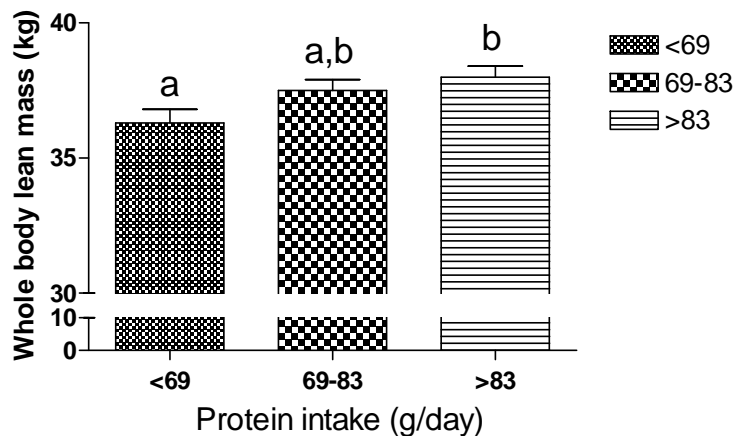 Whole body lean mass (kg)
40
35
30
10
0
a
a,b
b
<69
69-83
>83
Protein intake (g/day)
<69
69-83
>83